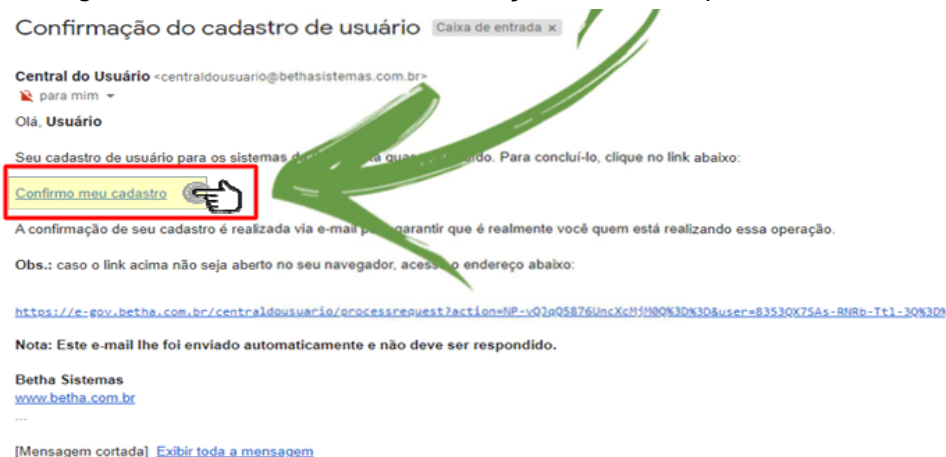 Confirmação do cadastro de usuário Caixa de entrada x
Central do Usuário <centraldousuario@bethasistemas.com.br>
para mim
Olá, Usuário
Seu cadastro de usuário para os sistemas Para concluí-lo, clique no link abaixo:
Confirmo meu cadastro
A confirmação de seu cadastro é realizada via e-mail garantir que é realmente você quem está realizando essa operação.
Obs.: caso o link acima não seja aberto no seu navegador, acesse o endereço abaixo:
Nota: Este e-mail lhe foi enviado automaticamente e não deve ser respondido.
Betha Sistemas
www.betha.com.br
...
[Mensagem cortada] Exibir toda a mensagem